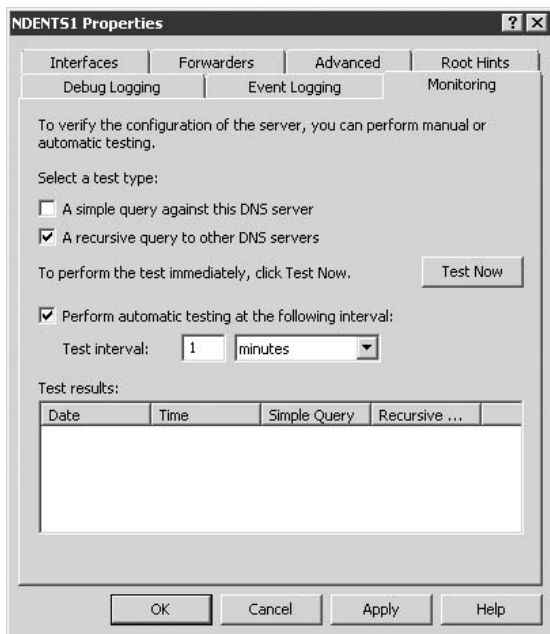 NDENTS1 Properties
Interfaces Forwarders Advanced Root Hints
Debug Logging Event Logging Monitoring
To verify the configuration of the server, you can perform manual or
automatic testing.
Select a test type:
A simple query against this DNS server
A recursive query to other DNS servers
To perform the test immediately, click Test Now.
Test Now
Perform automatic testing at the following interval:
Test interval: 1 minutes
Test results:
Date Time Simple Query Recursive ...
OK Cancel Apply Help